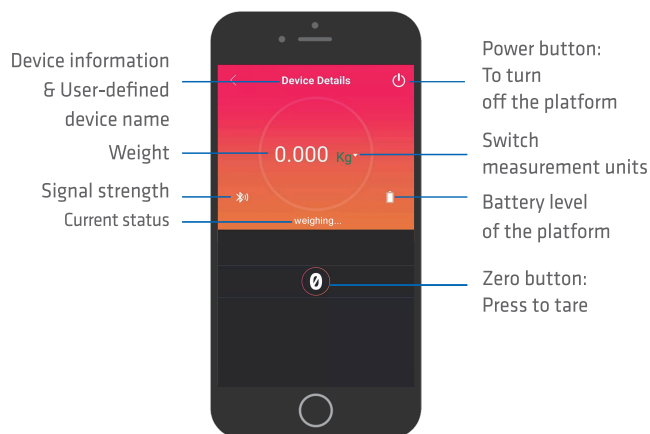 Device information
& User-defined
device name
Weight
Signal strength
Current status
Device Details
0.000 Kg
weighing...
0
Power button:
To turn
off the platform
Switch
measurement units
Battery level
of the platform
Zero button:
Press to tare